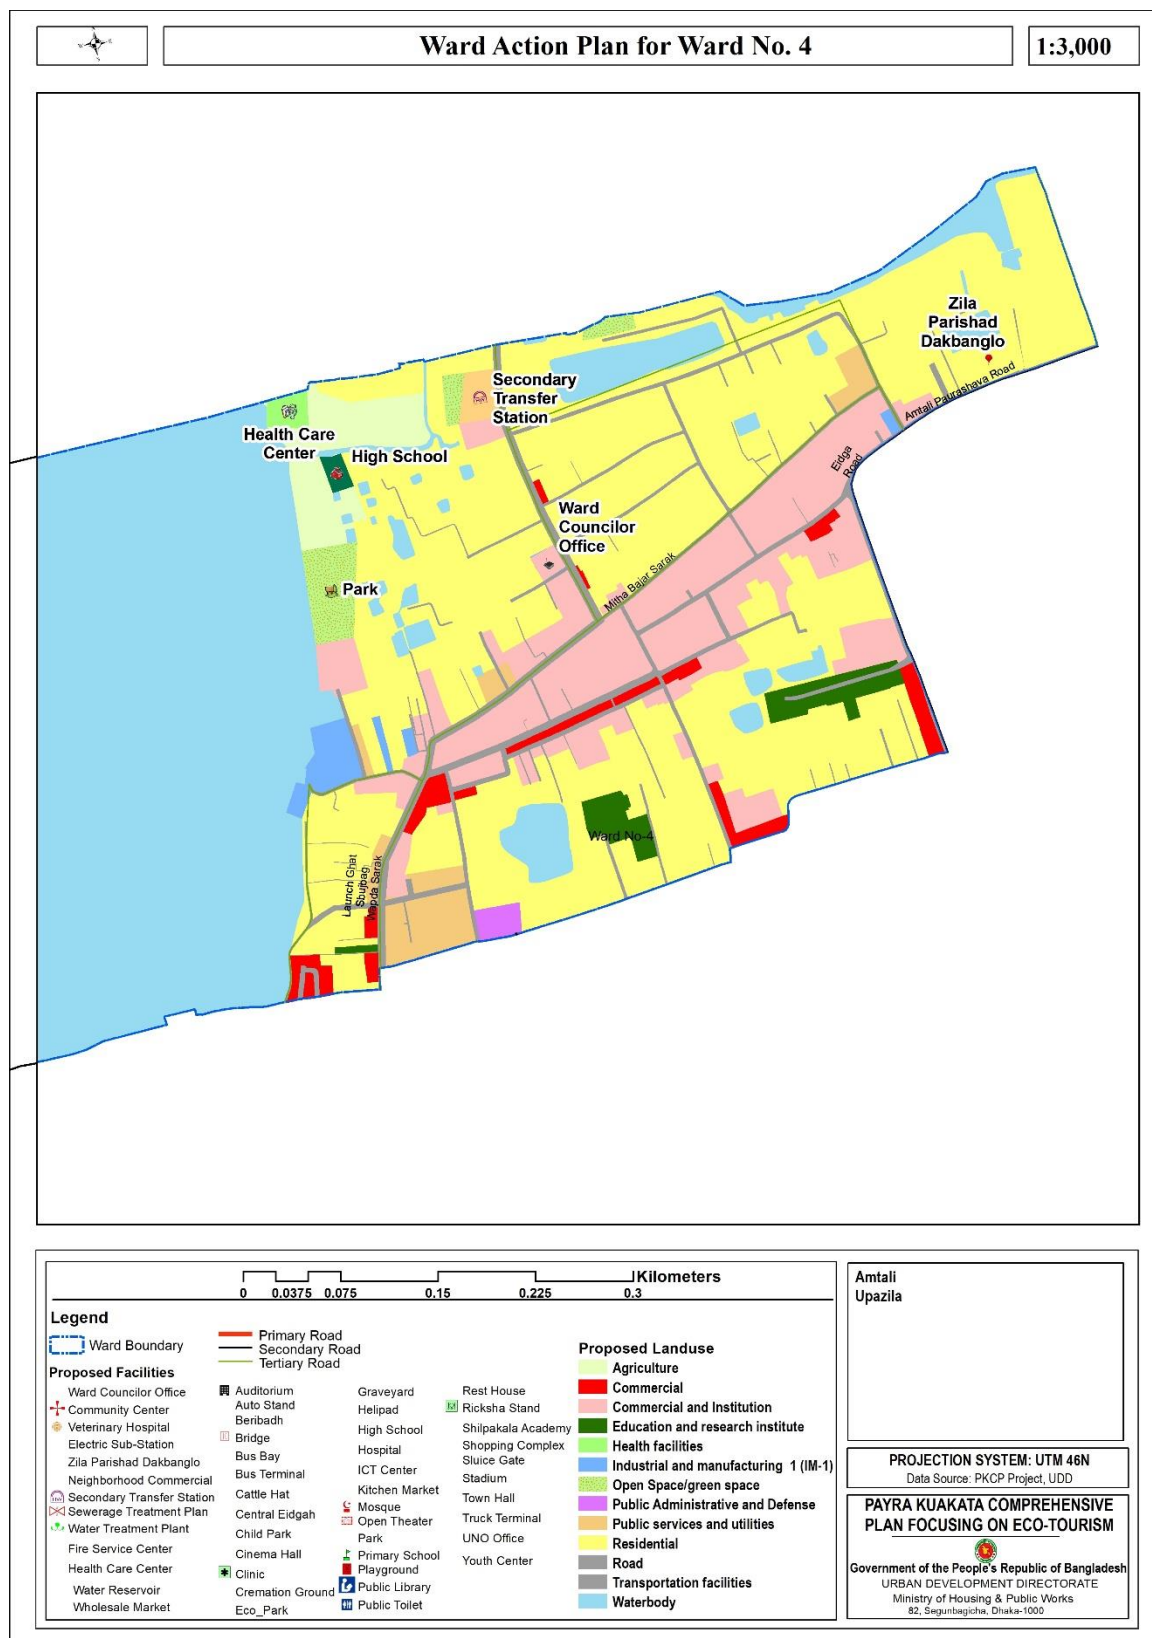 Ward Action Plan for Ward No. 4
1:3,000
Zila
Parishad
Dakbanglo
Amtali Paurashava Road
Secondary
Transfer
Station
Health Care
Center
High School
Eidga
Road
Ward
Councilor
Office
Mitha Bajar Sarak
Park
Ward No-4
Launch Ghat
Sbujbag
Wapda Sarak
Kilometers
0 0.0375 0.075 0.15 0.225 0.3
Legend
Ward Boundary
Primary Road
Secondary Road
Tertiary Road
Proposed Facilities
Ward Councilor Office
Community Center
Veterinary Hospital
Electric Sub-Station
Zila Parishad Dakbanglo
Neighborhood Commercial
Secondary Transfer Station
Sewerage Treatment Plan
Water Treatment Plant
Fire Service Center
Health Care Center
Water Reservoir
Wholesale Market
Auditorium
Auto Stand
Beribadh
Bridge
Bus Bay
Bus Terminal
Cattle Hat
Central Eidgah
Child Park
Cinema Hall
Clinic
Cremation Ground
Eco_Park
Graveyard
Helipad
High School
Hospital
ICT Center
Kitchen Market
Mosque
Open Theater
Park
Primary School
Playground
Public Library
Public Toilet
Rest House
Ricksha Stand
Shilpakala Academy
Shopping Complex
Sluice Gate
Stadium
Town Hall
Truck Terminal
UNO Office
Youth Center
Proposed Landuse
Agriculture
Commercial
Commercial and Institution
Education and research institute
Health facilities
Industrial and manufacturing 1 (IM-1)
Open Space/green space
Public Administrative and Defense
Public services and utilities
Residential
Road
Transportation facilities
Waterbody
Amtali
Upazila
PROJECTION SYSTEM: UTM 46N
Data Source: PKCP Project, UDD
PAYRA KUAKATA COMPREHENSIVE
PLAN FOCUSING ON ECO-TOURISM
Government of the People's Republic of Bangladesh
URBAN DEVELOPMENT DIRECTORATE
Ministry of Housing & Public Works
82, Segunbagicha, Dhaka-1000